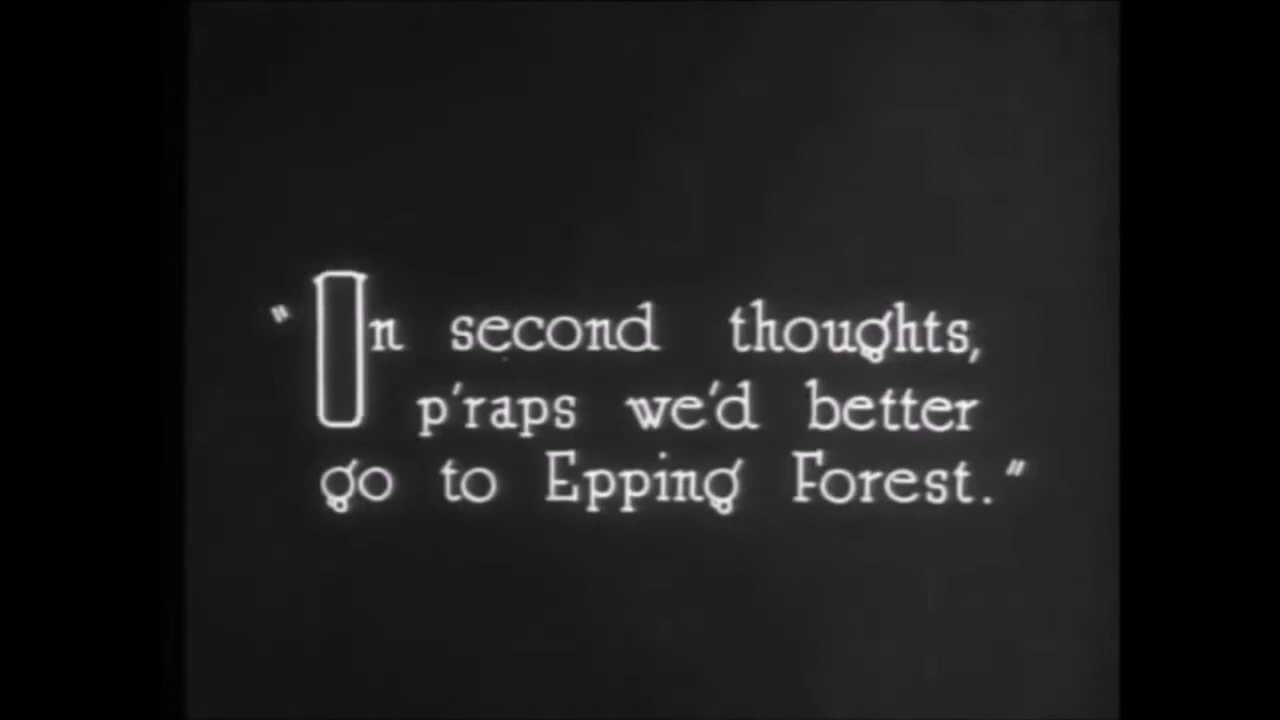 "On second thoughts,
p'raps we'd better
go to Epping Forest."